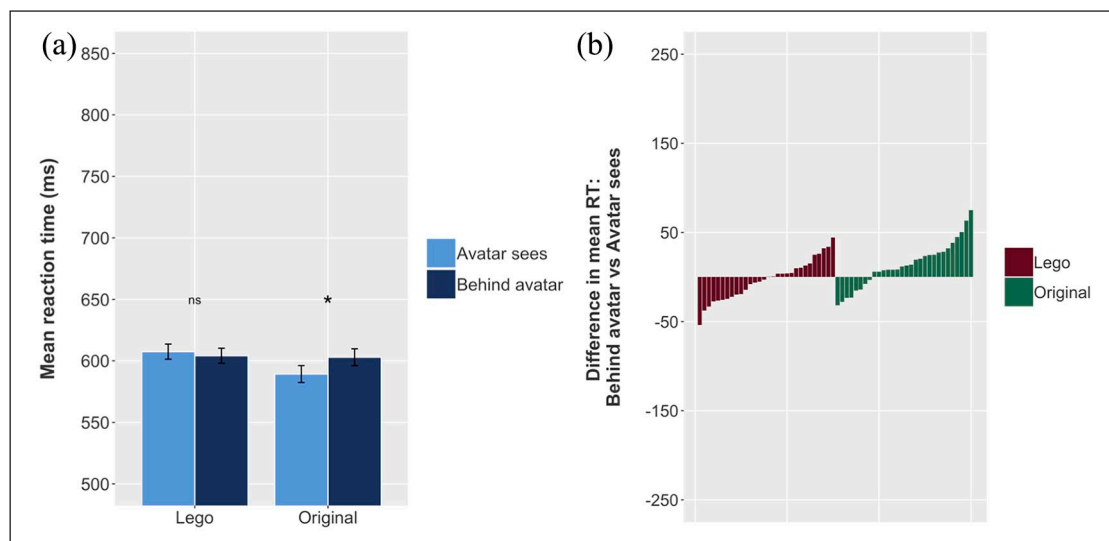 (a)
850
800
750
700
650
600
550
500
Mean reaction time (ms)
ns
*
Lego
Original
Avatar sees
Behind avatar
(b)
250
150
50
-50
-150
-250
Difference in mean RT:
Behind avatar vs Avatar sees
Lego
Original